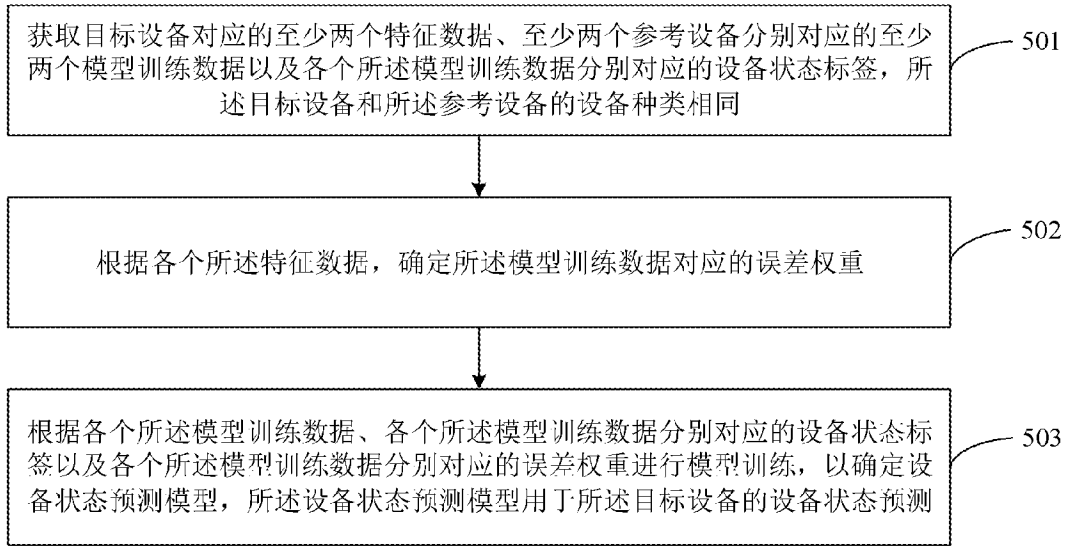 获取目标设备对应的至少两个特征数据、至少两个参考设备分别对应的至少
两个模型训练数据以及各个所述模型训练数据分别对应的设备状态标签，所
述目标设备和所述参考设备的设备种类相同
501
根据各个所述特征数据，确定所述模型训练数据对应的误差权重
502
根据各个所述模型训练数据、各个所述模型训练数据分别对应的设备状态标
签以及各个所述模型训练数据分别对应的误差权重进行模型训练，以确定设
备状态预测模型，所述设备状态预测模型用于所述目标设备的设备状态预测
503